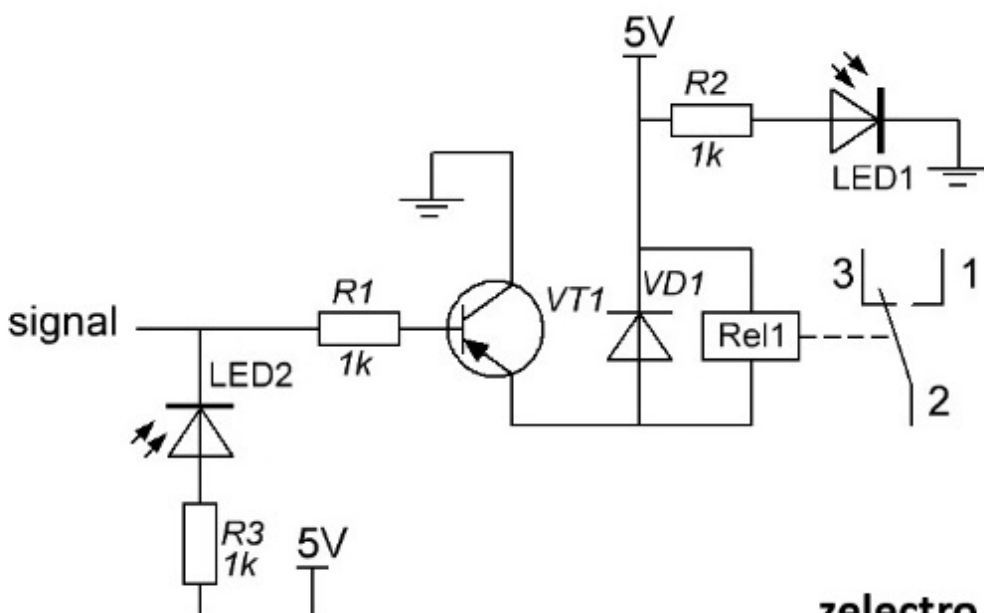 5V
R2
1k
LED1
3
1
R1
1k
VT1
VD1
signal
Rel1
LED2
2
R3
1k
5V
zelectro